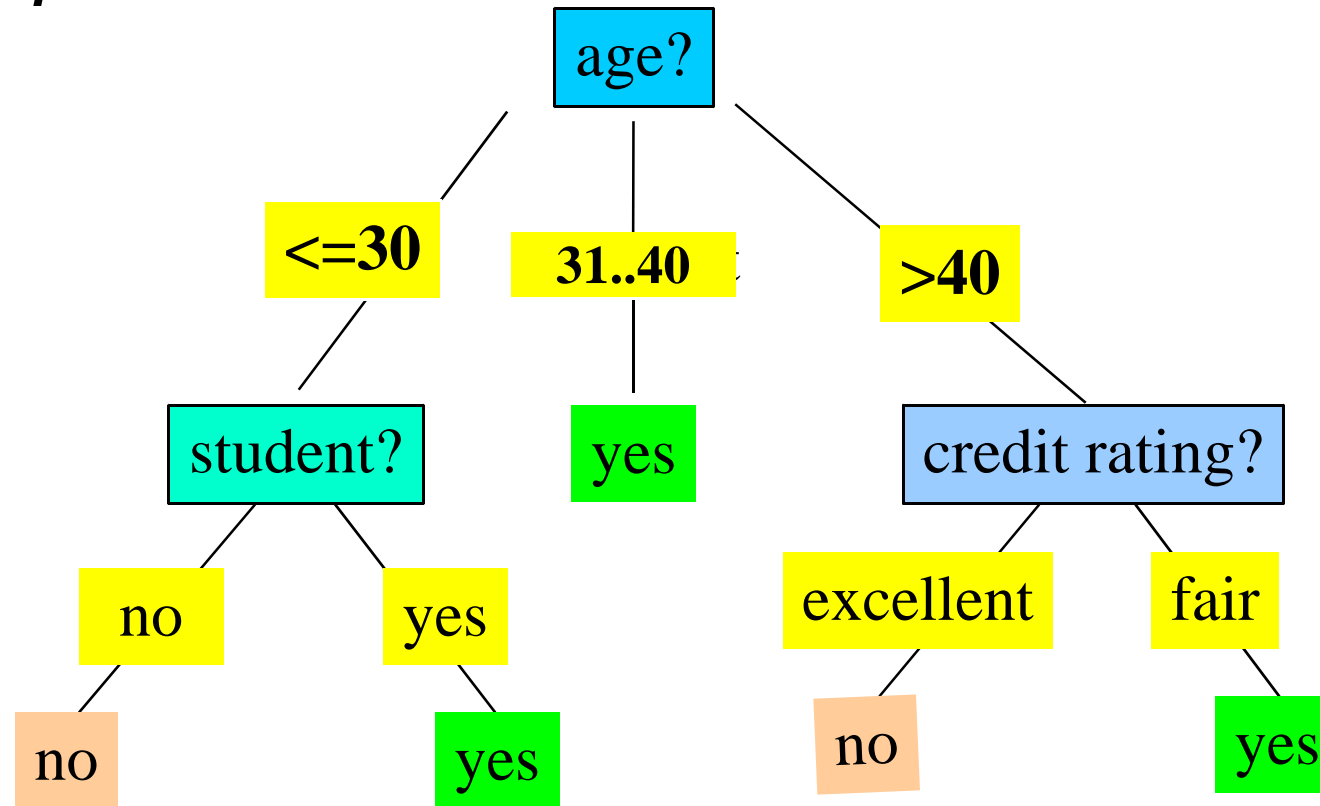 age?
<=30
31..40
>40
student?
yes
credit rating?
no
yes
excellent
fair
no
yes
no
yes